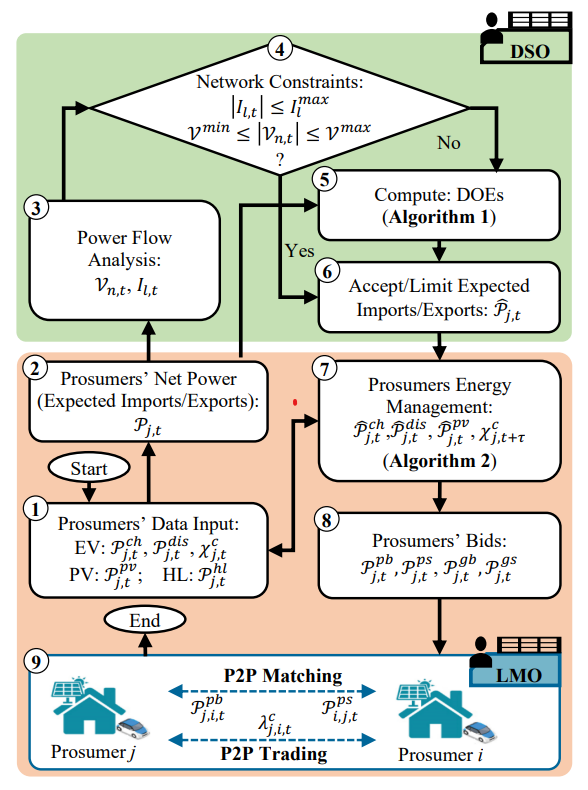 DSO
4
Network Constraints:
|I_{l,t}| ≤ I_l^{max}
𝒱^{min} ≤ |𝒱_{n,t}| ≤ 𝒱^{max}
?
No
Yes
3
Power Flow
Analysis:
𝒱_{n,t}, I_{l,t}
5
Compute: DOEs
(Algorithm 1)
6
Accept/Limit Expected
Imports/Exports: 𝒫̂_{j,t}
2
Prosumers' Net Power
(Expected Imports/Exports):
𝒫_{j,t}
Start
1
Prosumers' Data Input:
EV: 𝒫_{j,t}^{ch}, 𝒫_{j,t}^{dis}, χ_{j,t}^{c}
PV: 𝒫_{j,t}^{pv}; HL: 𝒫_{j,t}^{hl}
7
Prosumers Energy
Management:
𝒫̂_{j,t}^{ch}, 𝒫̂_{j,t}^{dis}, 𝒫̂_{j,t}^{pv}, χ_{j,t+τ}^{c}
(Algorithm 2)
8
Prosumers' Bids:
𝒫_{j,t}^{pb}, 𝒫_{j,t}^{ps}, 𝒫_{j,t}^{gb}, 𝒫_{j,t}^{gs}
End
LMO
9
P2P Matching
𝒫_{j,i,t}^{pb} λ_{j,i,t}^{c} 𝒫_{i,j,t}^{ps}
P2P Trading
Prosumer j
Prosumer i